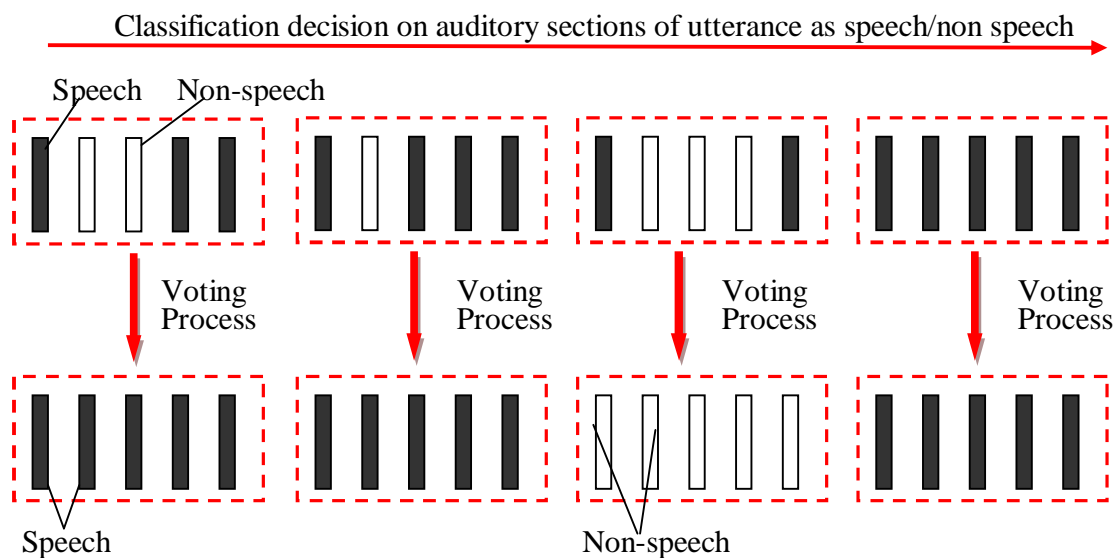 Classification decision on auditory sections of utterance as speech/non speech
Speech
Non-speech
Voting
Process
Voting
Process
Voting
Process
Voting
Process
Speech
Non-speech